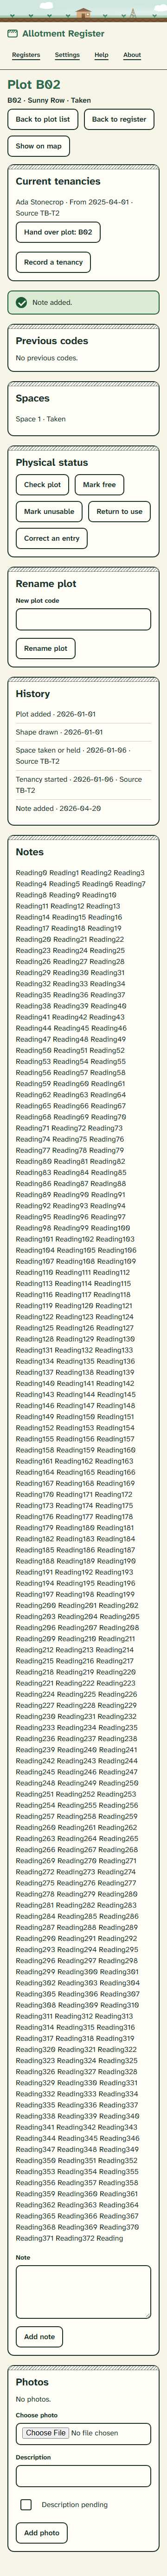 Allotment Register
Registers Settings Help About
Plot B02
B02 · Sunny Row · Taken
Back to plot list Back to register
Show on map
Current tenancies
Ada Stonecrop · From 2025-04-01 ·
Source TB-T2
Hand over plot: B02
Record a tenancy
Note added.
Previous codes
No previous codes.
Spaces
Space 1 · Taken
Physical status
Check plot Mark free
Mark unusable Return to use
Correct an entry
Rename plot
New plot code
Rename plot
History
Plot added · 2026-01-01
Shape drawn · 2026-01-01
Space taken or held · 2026-01-06 ·
Source TB-T2
Tenancy started · 2026-01-06 · Source
TB-T2
Note added · 2026-04-20
Notes
Reading0 Reading1 Reading2 Reading3
Reading4 Reading5 Reading6 Reading7
Reading8 Reading9 Reading10
Reading11 Reading12 Reading13
Reading14 Reading15 Reading16
Reading17 Reading18 Reading19
Reading20 Reading21 Reading22
Reading23 Reading24 Reading25
Reading26 Reading27 Reading28
Reading29 Reading30 Reading31
Reading32 Reading33 Reading34
Reading35 Reading36 Reading37
Reading38 Reading39 Reading40
Reading41 Reading42 Reading43
Reading44 Reading45 Reading46
Reading47 Reading48 Reading49
Reading50 Reading51 Reading52
Reading53 Reading54 Reading55
Reading56 Reading57 Reading58
Reading59 Reading60 Reading61
Reading62 Reading63 Reading64
Reading65 Reading66 Reading67
Reading68 Reading69 Reading70
Reading71 Reading72 Reading73
Reading74 Reading75 Reading76
Reading77 Reading78 Reading79
Reading80 Reading81 Reading82
Reading83 Reading84 Reading85
Reading86 Reading87 Reading88
Reading89 Reading90 Reading91
Reading92 Reading93 Reading94
Reading95 Reading96 Reading97
Reading98 Reading99 Reading100
Reading101 Reading102 Reading103
Reading104 Reading105 Reading106
Reading107 Reading108 Reading109
Reading110 Reading111 Reading112
Reading113 Reading114 Reading115
Reading116 Reading117 Reading118
Reading119 Reading120 Reading121
Reading122 Reading123 Reading124
Reading125 Reading126 Reading127
Reading128 Reading129 Reading130
Reading131 Reading132 Reading133
Reading134 Reading135 Reading136
Reading137 Reading138 Reading139
Reading140 Reading141 Reading142
Reading143 Reading144 Reading145
Reading146 Reading147 Reading148
Reading149 Reading150 Reading151
Reading152 Reading153 Reading154
Reading155 Reading156 Reading157
Reading158 Reading159 Reading160
Reading161 Reading162 Reading163
Reading164 Reading165 Reading166
Reading167 Reading168 Reading169
Reading170 Reading171 Reading172
Reading173 Reading174 Reading175
Reading176 Reading177 Reading178
Reading179 Reading180 Reading181
Reading182 Reading183 Reading184
Reading185 Reading186 Reading187
Reading188 Reading189 Reading190
Reading191 Reading192 Reading193
Reading194 Reading195 Reading196
Reading197 Reading198 Reading199
Reading200 Reading201 Reading202
Reading203 Reading204 Reading205
Reading206 Reading207 Reading208
Reading209 Reading210 Reading211
Reading212 Reading213 Reading214
Reading215 Reading216 Reading217
Reading218 Reading219 Reading220
Reading221 Reading222 Reading223
Reading224 Reading225 Reading226
Reading227 Reading228 Reading229
Reading230 Reading231 Reading232
Reading233 Reading234 Reading235
Reading236 Reading237 Reading238
Reading239 Reading240 Reading241
Reading242 Reading243 Reading244
Reading245 Reading246 Reading247
Reading248 Reading249 Reading250
Reading251 Reading252 Reading253
Reading254 Reading255 Reading256
Reading257 Reading258 Reading259
Reading260 Reading261 Reading262
Reading263 Reading264 Reading265
Reading266 Reading267 Reading268
Reading269 Reading270 Reading271
Reading272 Reading273 Reading274
Reading275 Reading276 Reading277
Reading278 Reading279 Reading280
Reading281 Reading282 Reading283
Reading284 Reading285 Reading286
Reading287 Reading288 Reading289
Reading290 Reading291 Reading292
Reading293 Reading294 Reading295
Reading296 Reading297 Reading298
Reading299 Reading300 Reading301
Reading302 Reading303 Reading304
Reading305 Reading306 Reading307
Reading308 Reading309 Reading310
Reading311 Reading312 Reading313
Reading314 Reading315 Reading316
Reading317 Reading318 Reading319
Reading320 Reading321 Reading322
Reading323 Reading324 Reading325
Reading326 Reading327 Reading328
Reading329 Reading330 Reading331
Reading332 Reading333 Reading334
Reading335 Reading336 Reading337
Reading338 Reading339 Reading340
Reading341 Reading342 Reading343
Reading344 Reading345 Reading346
Reading347 Reading348 Reading349
Reading350 Reading351 Reading352
Reading353 Reading354 Reading355
Reading356 Reading357 Reading358
Reading359 Reading360 Reading361
Reading362 Reading363 Reading364
Reading365 Reading366 Reading367
Reading368 Reading369 Reading370
Reading371 Reading372 Reading
Note
Add note
Photos
No photos.
Choose photo
Choose File No file chosen
Description
Description pending
Add photo